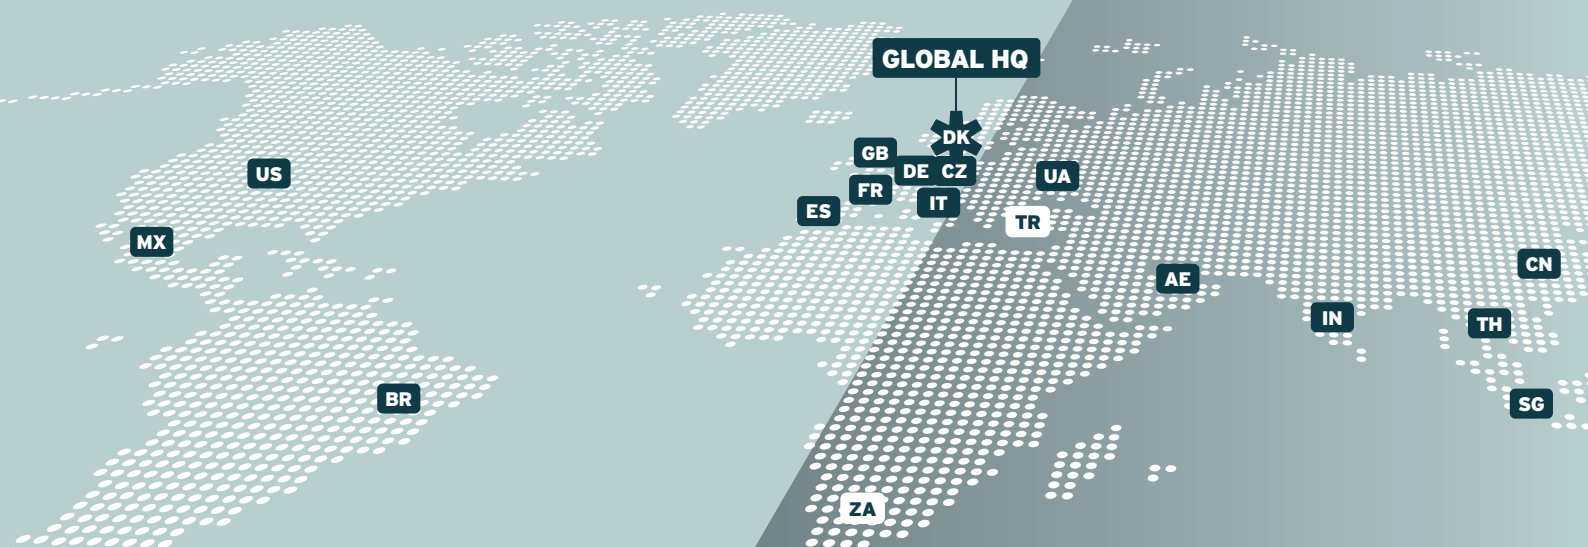 GLOBAL HQ
DK
GB
DE
CZ
US
UA
FR
IT
ES
TR
MX
CN
AE
IN
TH
BR
SG
ZA